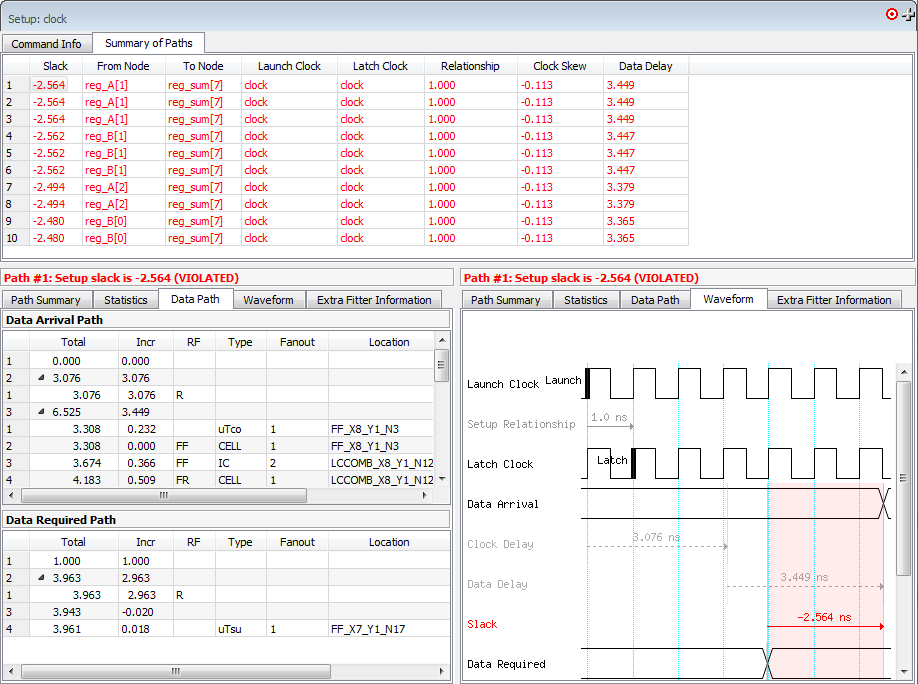 Setup: clock
Command Info Summary of Paths
Slack From Node To Node Launch Clock Latch Clock Relationship Clock Skew Data Delay
1 -2.564 reg_A[1] reg_sum[7] clock clock 1.000 -0.113 3.449
2 -2.564 reg_A[1] reg_sum[7] clock clock 1.000 -0.113 3.449
3 -2.564 reg_A[1] reg_sum[7] clock clock 1.000 -0.113 3.449
4 -2.562 reg_B[1] reg_sum[7] clock clock 1.000 -0.113 3.447
5 -2.562 reg_B[1] reg_sum[7] clock clock 1.000 -0.113 3.447
6 -2.562 reg_B[1] reg_sum[7] clock clock 1.000 -0.113 3.447
7 -2.494 reg_A[2] reg_sum[7] clock clock 1.000 -0.113 3.379
8 -2.494 reg_A[2] reg_sum[7] clock clock 1.000 -0.113 3.379
9 -2.480 reg_B[0] reg_sum[7] clock clock 1.000 -0.113 3.365
10 -2.480 reg_B[0] reg_sum[7] clock clock 1.000 -0.113 3.365
Path #1: Setup slack is -2.564 (VIOLATED)
Path Summary Statistics Data Path Waveform Extra Fitter Information
Data Arrival Path
Total Incr RF Type Fanout Location
1 0.000 0.000
2 3.076 3.076
1 3.076 3.076 R
3 6.525 3.449
1 3.308 0.232 uTco 1 FF_X8_Y1_N3
2 3.308 0.000 FF CELL 1 FF_X8_Y1_N3
3 3.674 0.366 FF IC 2 LCCOMB_X8_Y1_N12
4 4.183 0.509 FR CELL 1 LCCOMB_X8_Y1_N12
Data Required Path
Total Incr RF Type Fanout Location
1 1.000 1.000
2 3.963 2.963
1 3.963 2.963 R
3 3.943 -0.020
4 3.961 0.018 uTsu 1 FF_X7_Y1_N17
Path #1: Setup slack is -2.564 (VIOLATED)
Path Summary Statistics Data Path Waveform Extra Fitter Information
Launch Clock Launch
Setup Relationship 1.0 ns
Latch Clock Latch
Data Arrival
Clock Delay 3.076 ns
Data Delay 3.449 ns
Slack -2.564 ns
Data Required